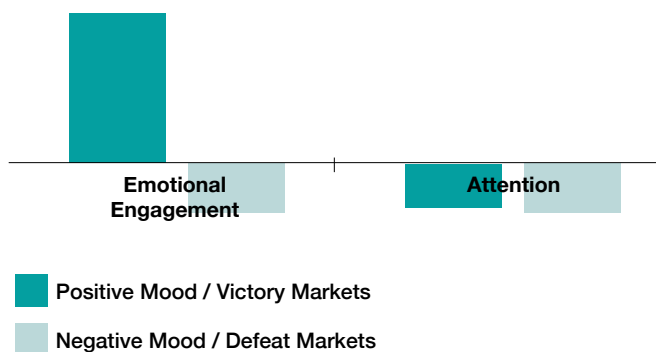 Emotional
Engagement
Attention
Positive Mood / Victory Markets
Negative Mood / Defeat Markets